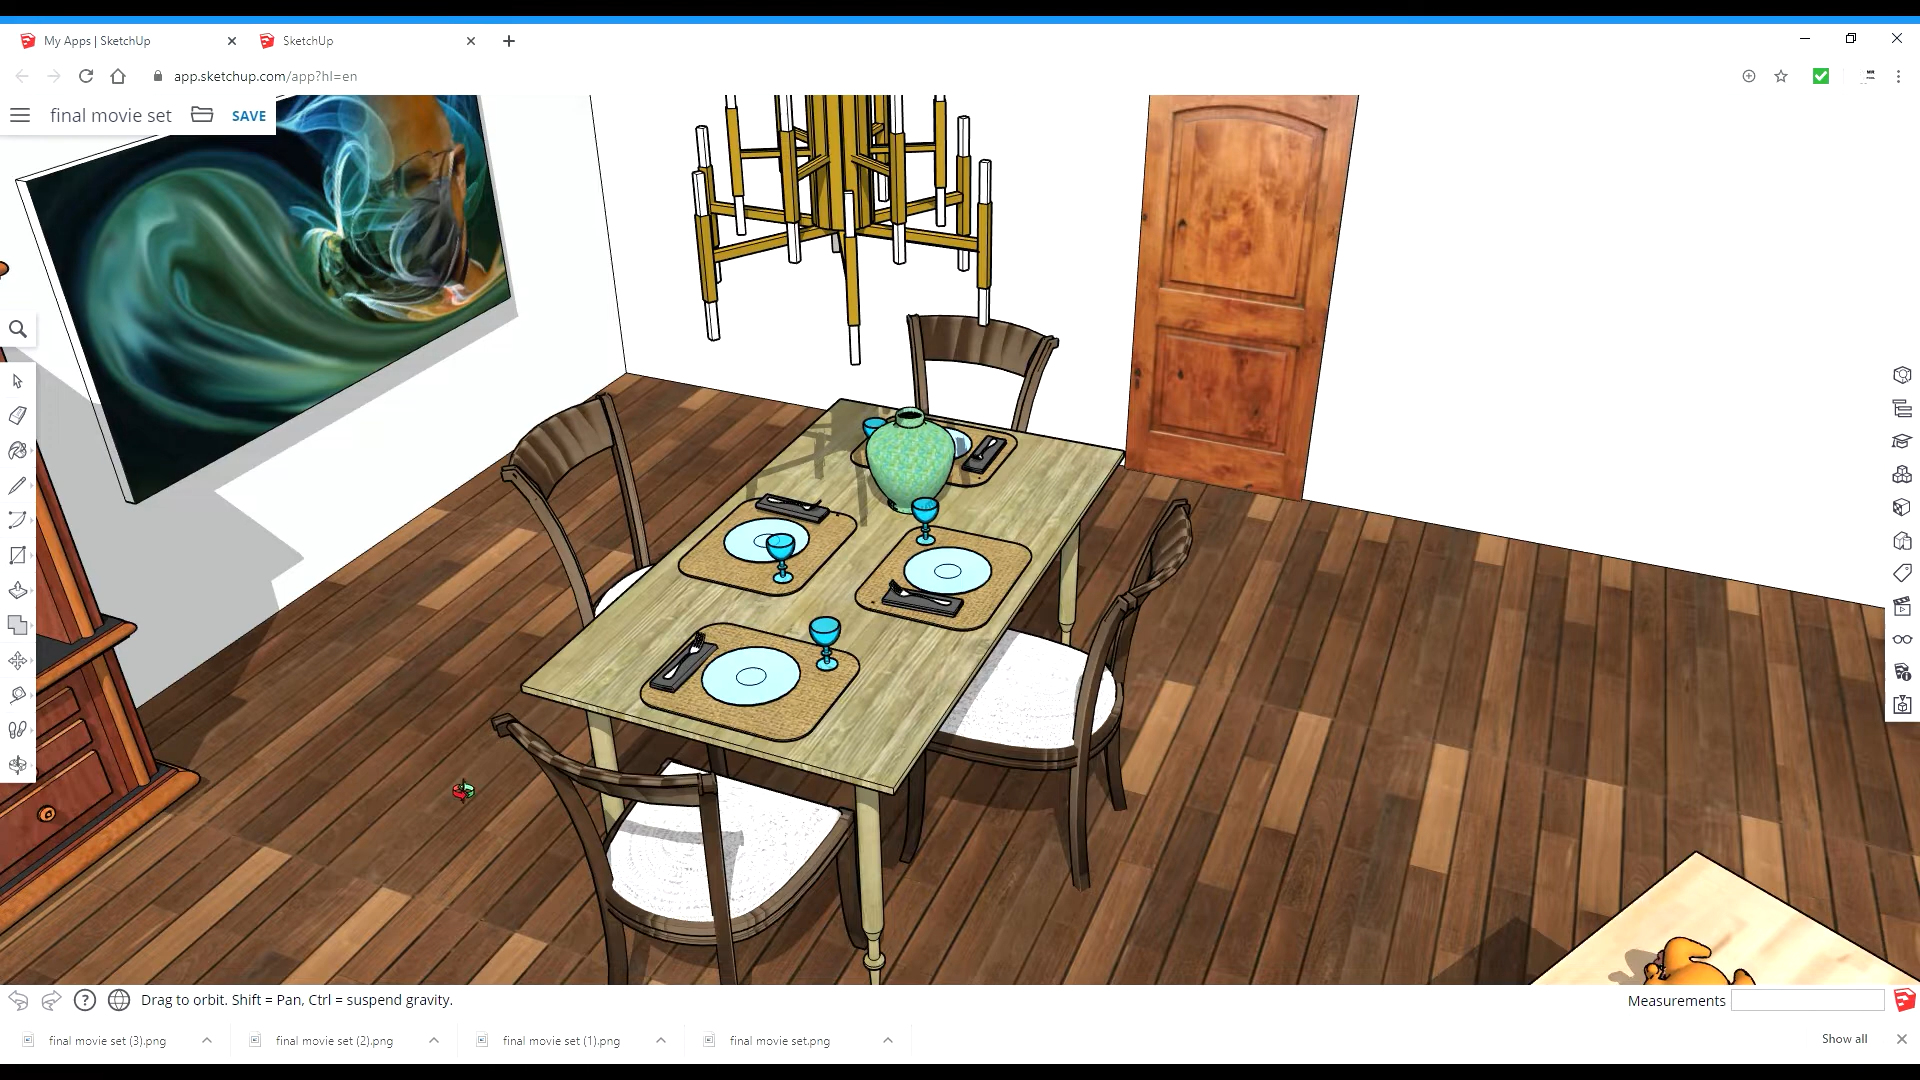 My Apps | SketchUp
SketchUp
app.sketchup.com/app?hl=en
final movie set
SAVE
Drag to orbit. Shift = Pan, Ctrl = suspend gravity.
Measurements
final movie set (3).png
final movie set (2).png
final movie set (1).png
final movie set.png
Show all